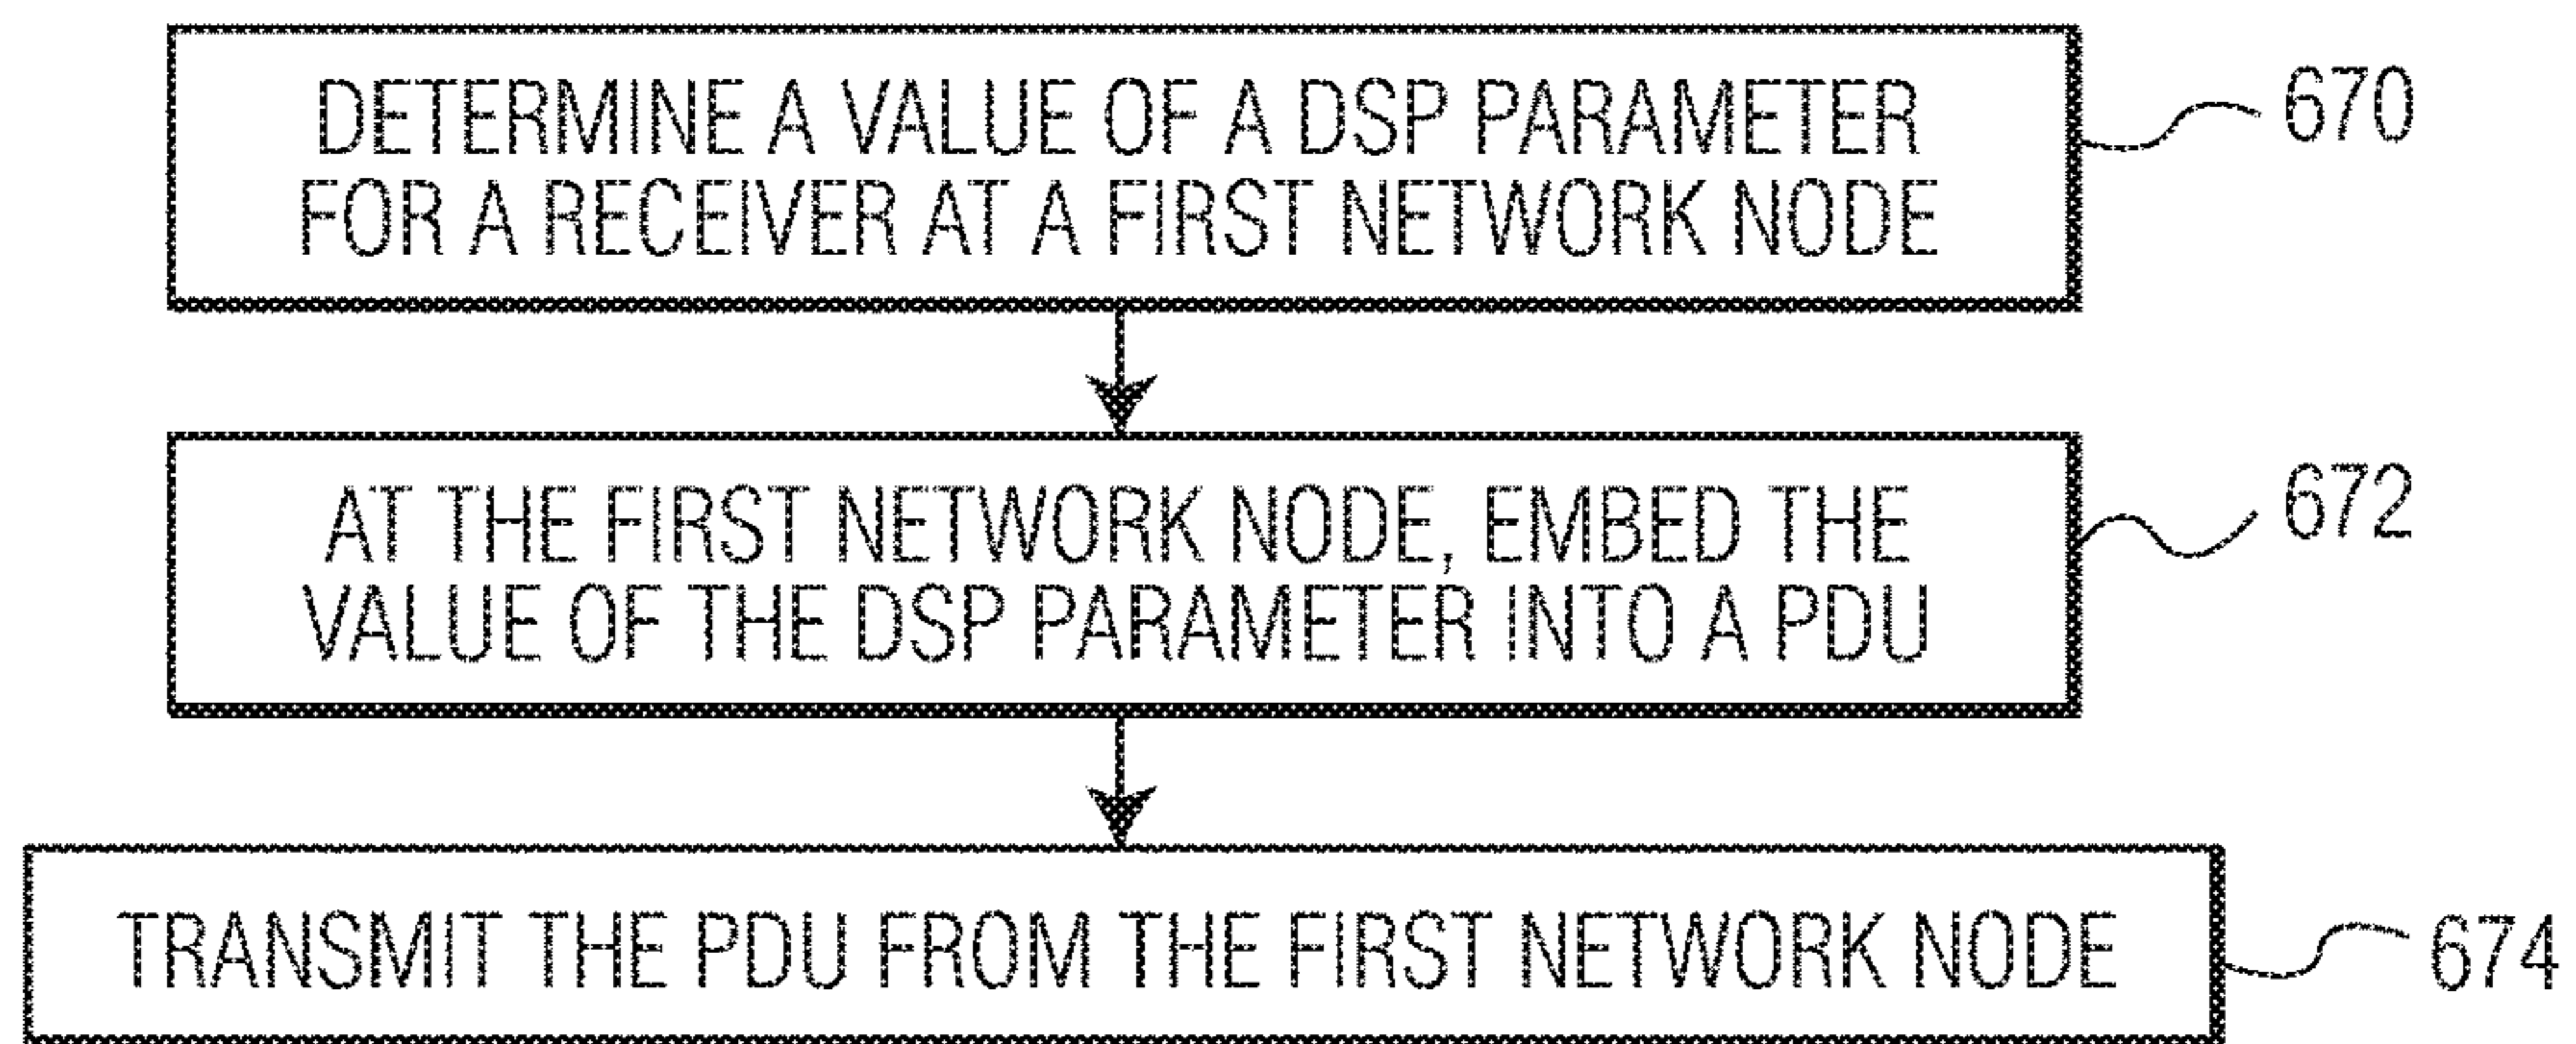 DETERMINE A VALUE OF A DSP PARAMETER
FOR A RECEIVER AT A FIRST NETWORK NODE
670
AT THE FIRST NETWORK NODE, EMBED THE
VALUE OF THE DSP PARAMETER INTO A PDU
672
TRANSMIT THE PDU FROM THE FIRST NETWORK NODE
674